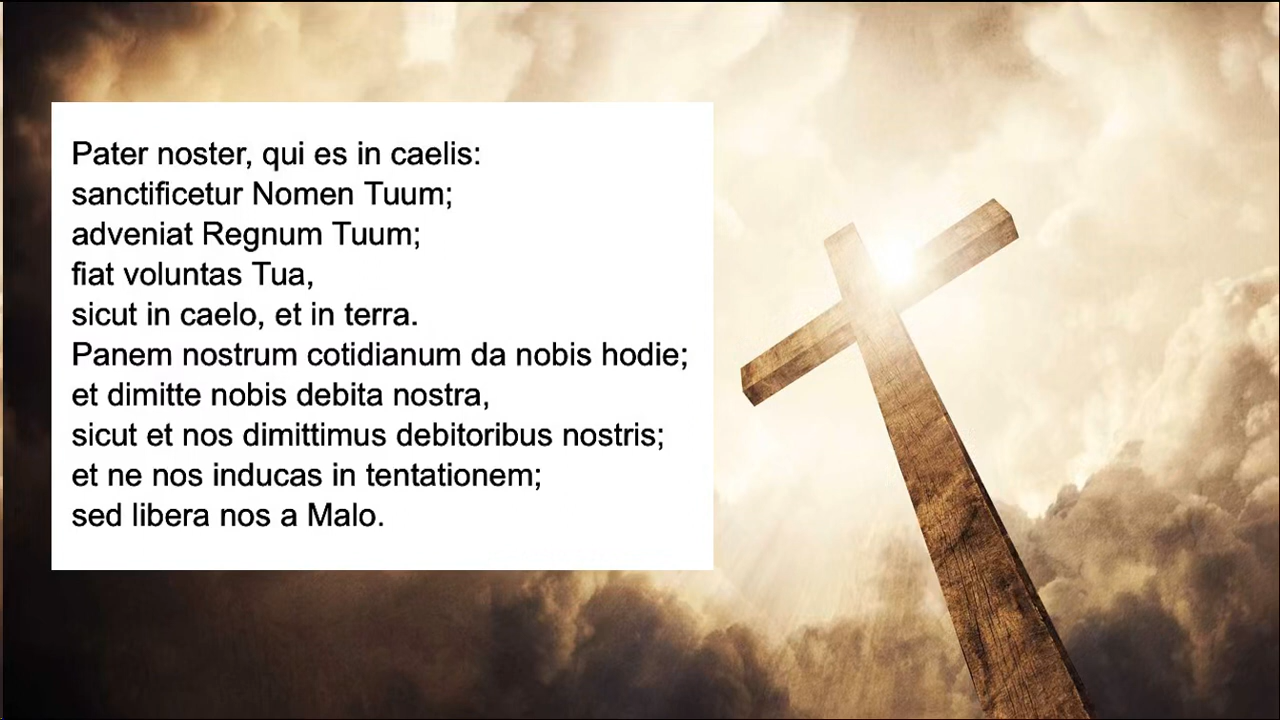 Pater noster, qui es in caelis:
sanctificetur Nomen Tuum;
adveniat Regnum Tuum;
fiat voluntas Tua,
sicut in caelo, et in terra.
Panem nostrum cotidianum da nobis hodie;
et dimitte nobis debita nostra,
sicut et nos dimittimus debitoribus nostris;
et ne nos inducas in tentationem;
sed libera nos a Malo.